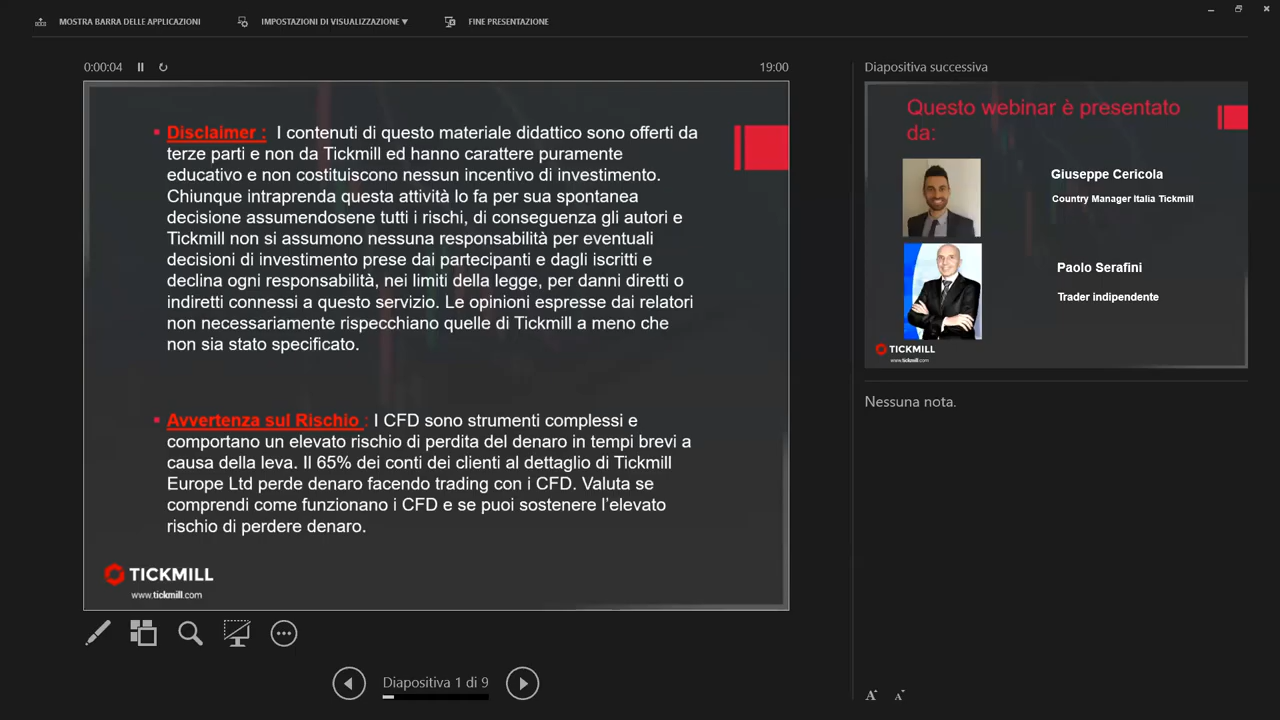 MOSTRA BARRA DELLE APPLICAZIONI
IMPOSTAZIONI DI VISUALIZZAZIONE ▼
FINE PRESENTAZIONE
0:00:04
19:00
Disclaimer : I contenuti di questo materiale didattico sono offerti da
terze parti e non da Tickmill ed hanno carattere puramente
educativo e non costituiscono nessun incentivo di investimento.
Chiunque intraprenda questa attività lo fa per sua spontanea
decisione assumendosene tutti i rischi, di conseguenza gli autori e
Tickmill non si assumono nessuna responsabilità per eventuali
decisioni di investimento prese dai partecipanti e dagli iscritti e
declina ogni responsabilità, nei limiti della legge, per danni diretti o
indiretti connessi a questo servizio. Le opinioni espresse dai relatori
non necessariamente rispecchiano quelle di Tickmill a meno che
non sia stato specificato.
Avvertenza sul Rischio : I CFD sono strumenti complessi e
comportano un elevato rischio di perdita del denaro in tempi brevi a
causa della leva. Il 65% dei conti dei clienti al dettaglio di Tickmill
Europe Ltd perde denaro facendo trading con i CFD. Valuta se
comprendi come funzionano i CFD e se puoi sostenere l'elevato
rischio di perdere denaro.
TICKMILL
www.tickmill.com
Diapositiva 1 di 9
Diapositiva successiva
Questo webinar è presentato
da:
Giuseppe Cericola
Country Manager Italia Tickmill
Paolo Serafini
Trader indipendente
TICKMILL
www.tickmill.com
Nessuna nota.
A A